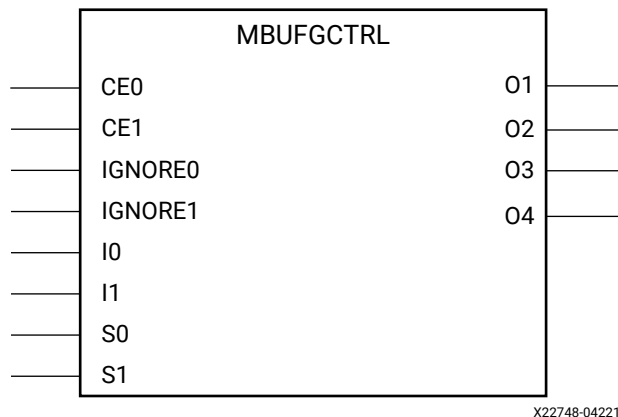 MBUFGCTRL
CE0
CE1
IGNORE0
IGNORE1
I0
I1
S0
S1
O1
O2
O3
O4
X22748-04221